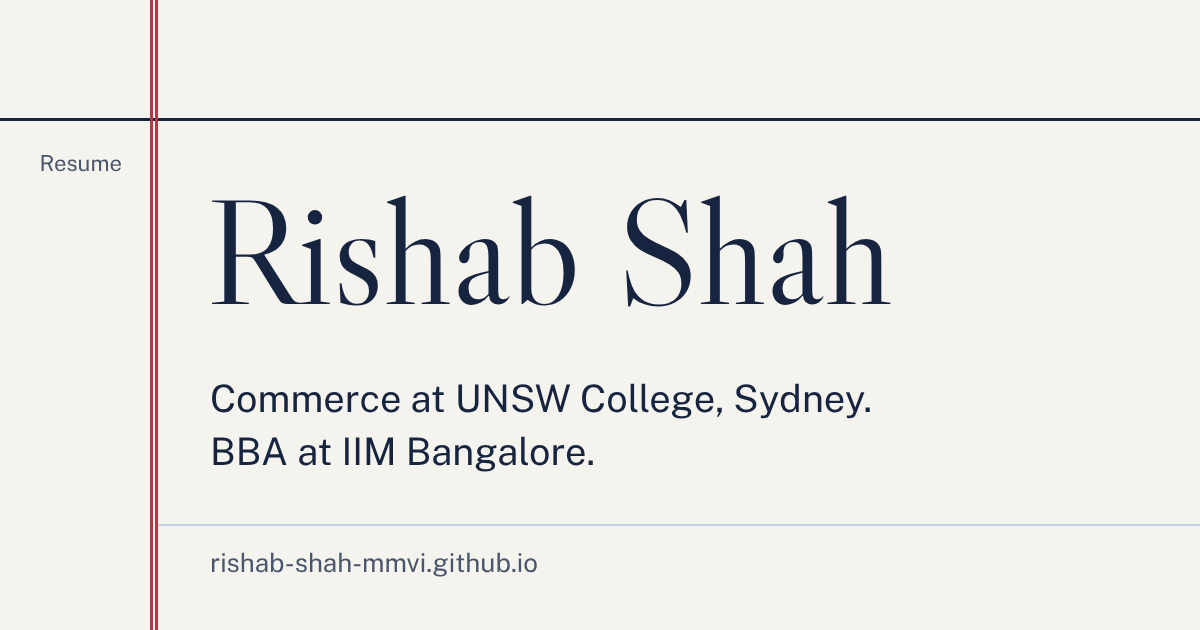 Resume
Rishab Shah
Commerce at UNSW College, Sydney.
BBA at IIM Bangalore.
rishab-shah-mmvi.github.io